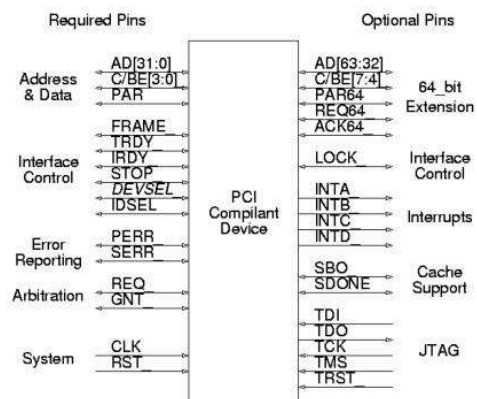 Required Pins
Optional Pins
Address
& Data
AD[31:0]
C/BE[3:0]_
PAR
Interface
Control
FRAME_
TRDY_
IRDY_
STOP_
DEVSEL_
IDSEL
Error
Reporting
PERR_
SERR_
Arbitration
REQ_
GNT_
System
CLK
RST_
PCI
Compilant
Device
AD[63:32]
C/BE[7:4]_
PAR64
REQ64_
ACK64_
64_bit
Extension
LOCK_
Interface
Control
INTA_
INTB_
INTC_
INTD_
Interrupts
SBO_
SDONE
Cache
Support
TDI
TDO
TCK
TMS
TRST_
JTAG